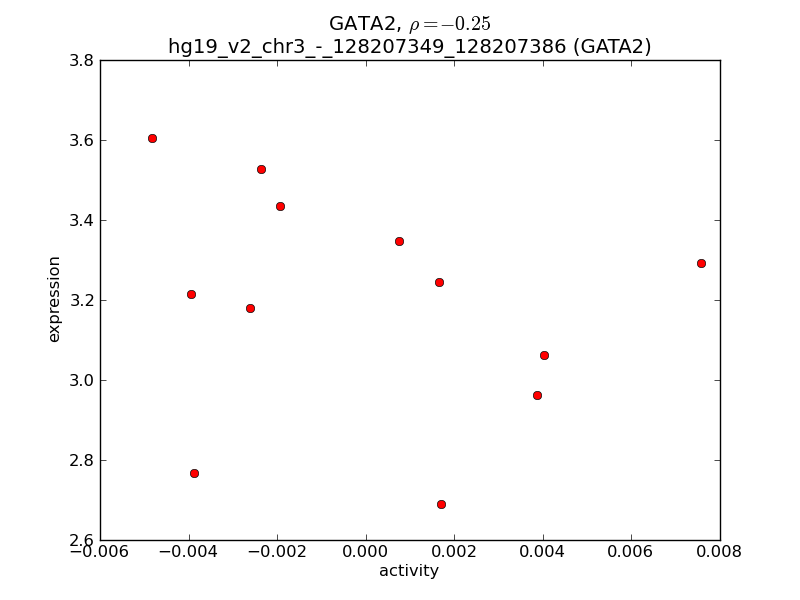 GATA2, ρ=−0.25
hg19_v2_chr3_-_128207349_128207386 (GATA2)
3.8
3.6
3.4
3.2
3.0
2.8
2.6
expression
−0.006 −0.004 −0.002 0.000 0.002 0.004 0.006 0.008
activity